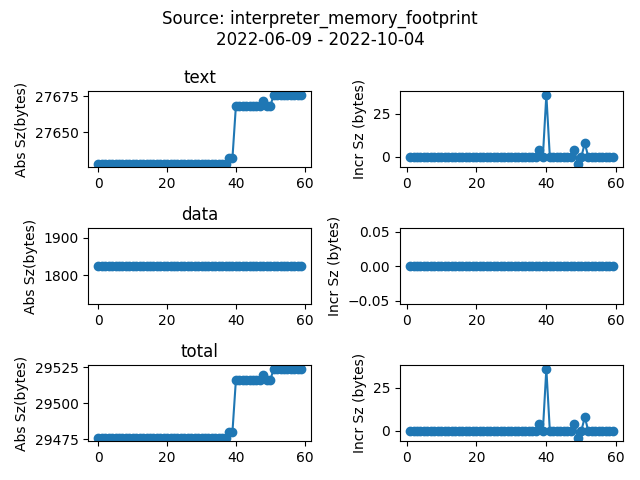 Source: interpreter_memory_footprint
2022-06-09 - 2022-10-04
text
Abs Sz(bytes)
27675
27650
0 20 40 60
Incr Sz (bytes)
25
0
0 20 40 60
data
Abs Sz(bytes)
1900
1800
0 20 40 60
Incr Sz (bytes)
0.05
0.00
−0.05
0 20 40 60
total
Abs Sz(bytes)
29525
29500
29475
0 20 40 60
Incr Sz (bytes)
25
0
0 20 40 60